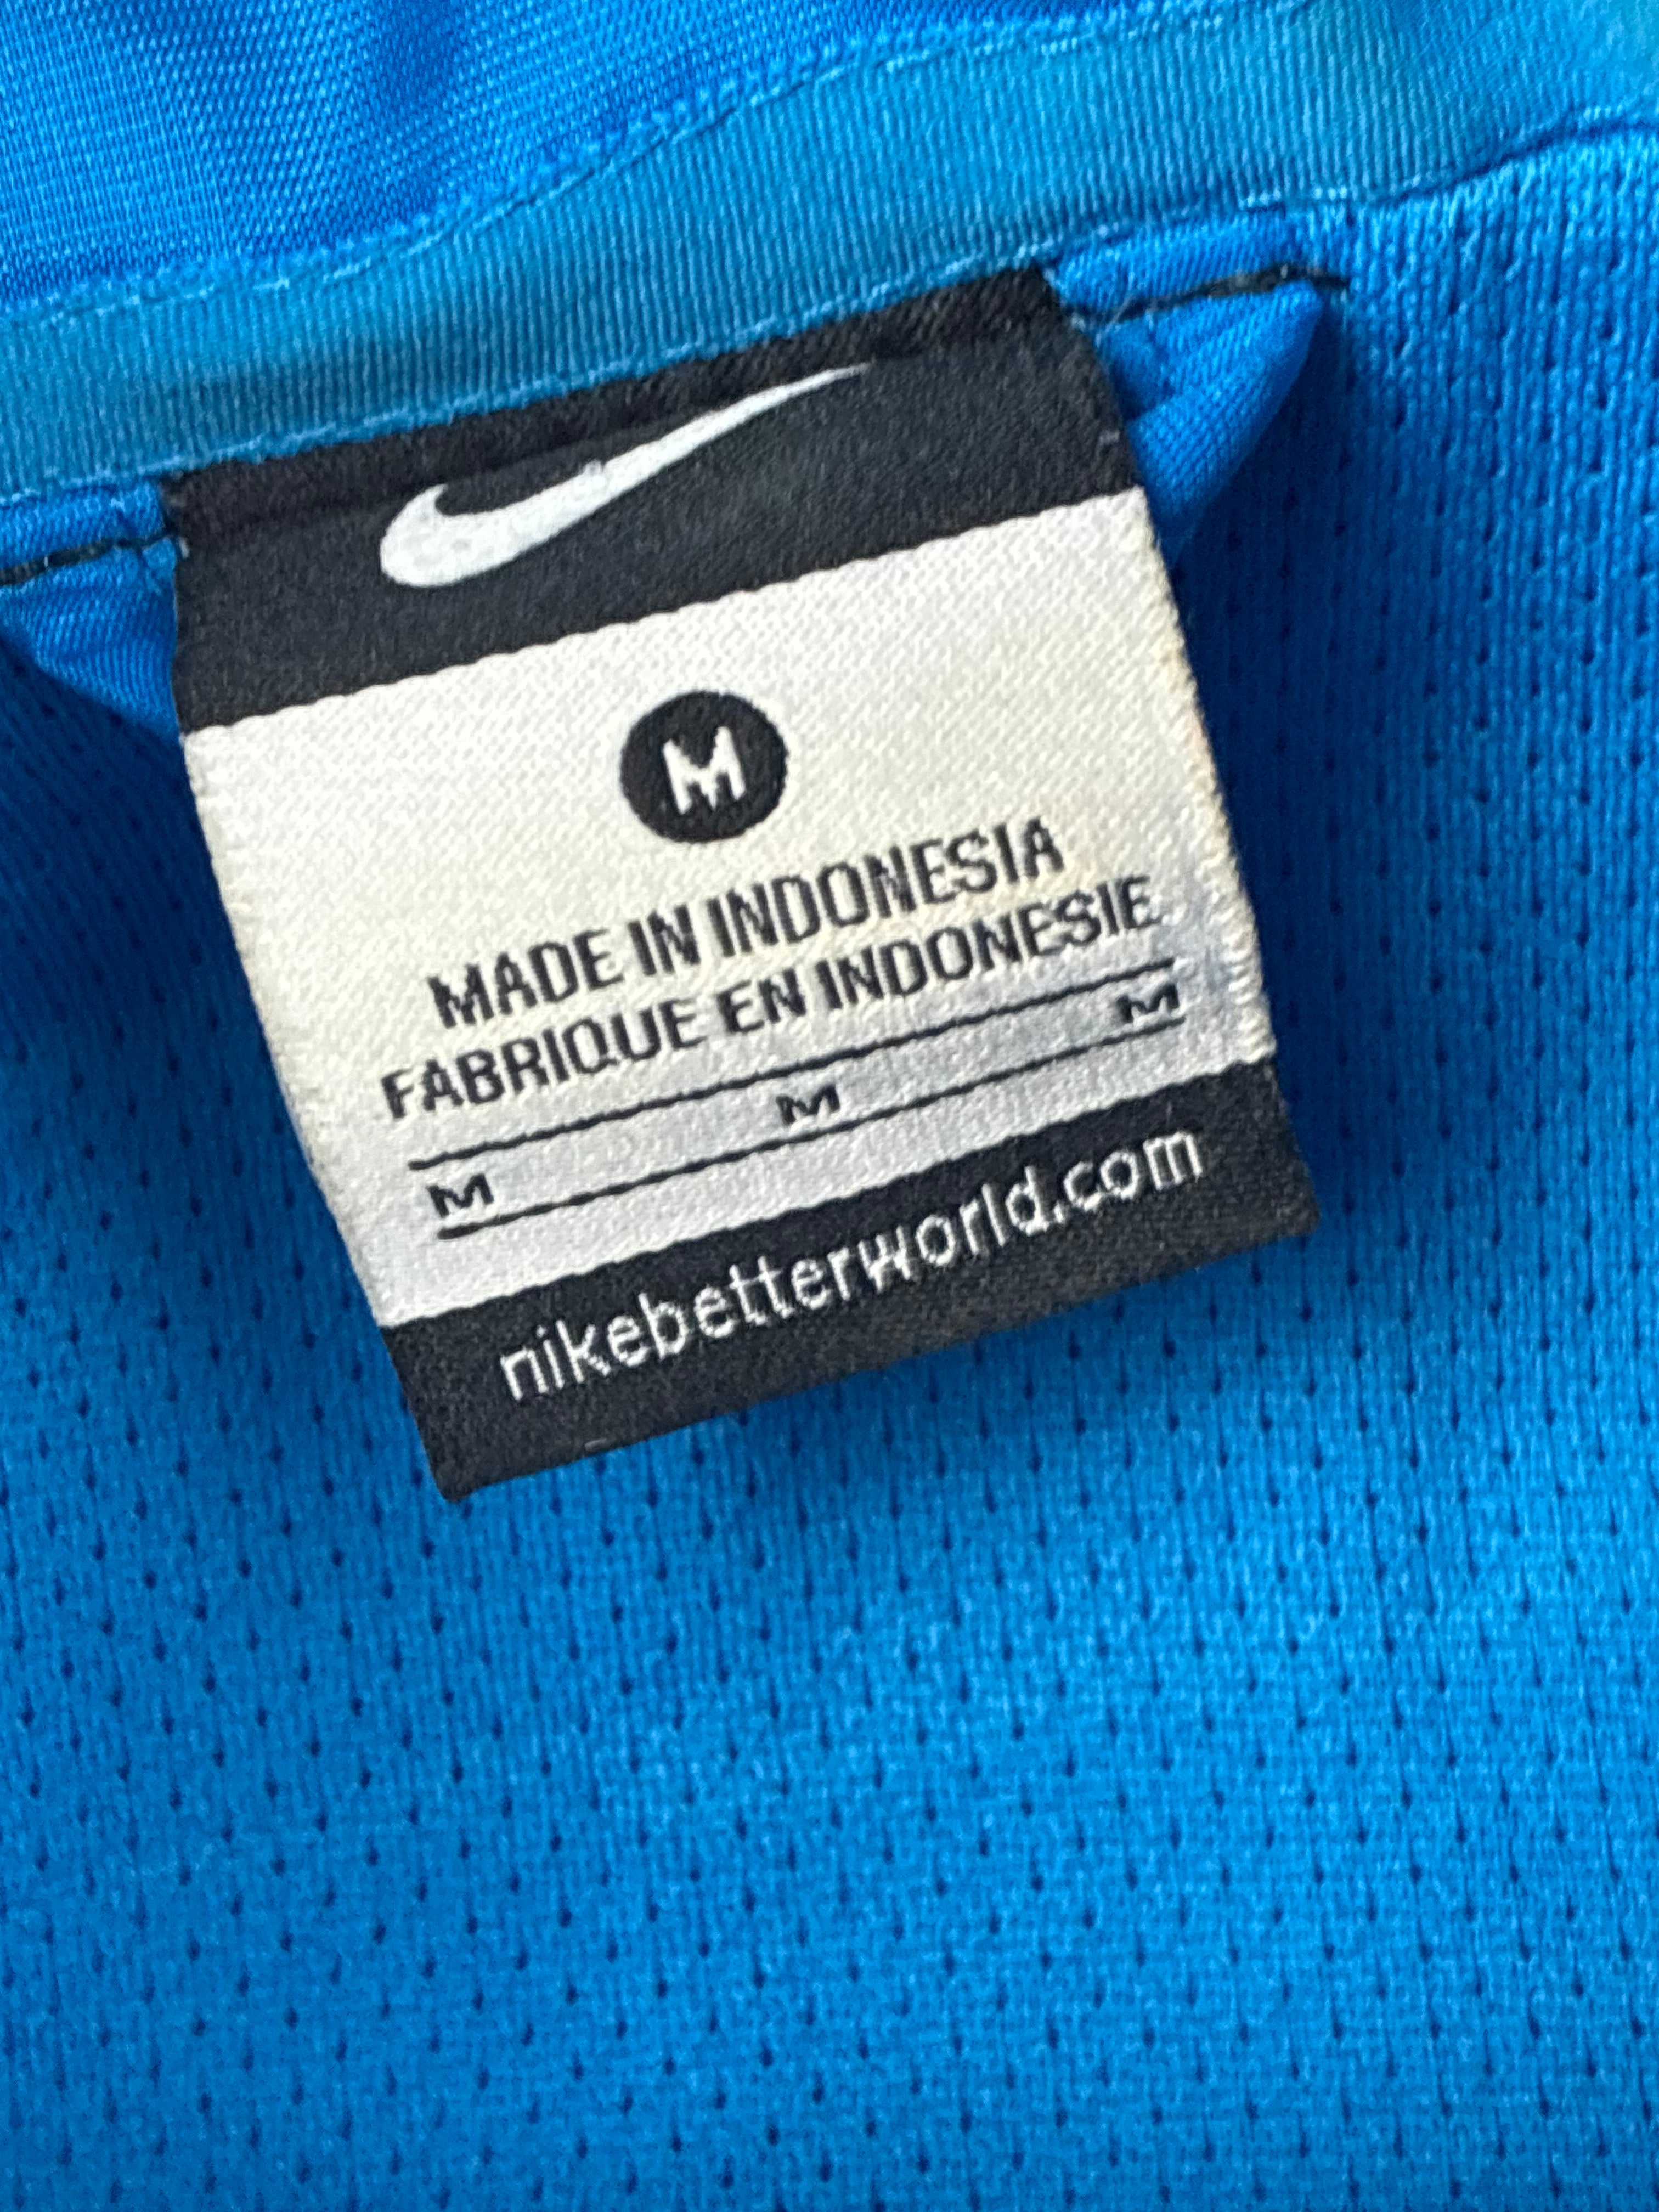 M
MADE IN INDONESIA
FABRIQUE EN INDONESIE
M M M
nikebetterworld.com